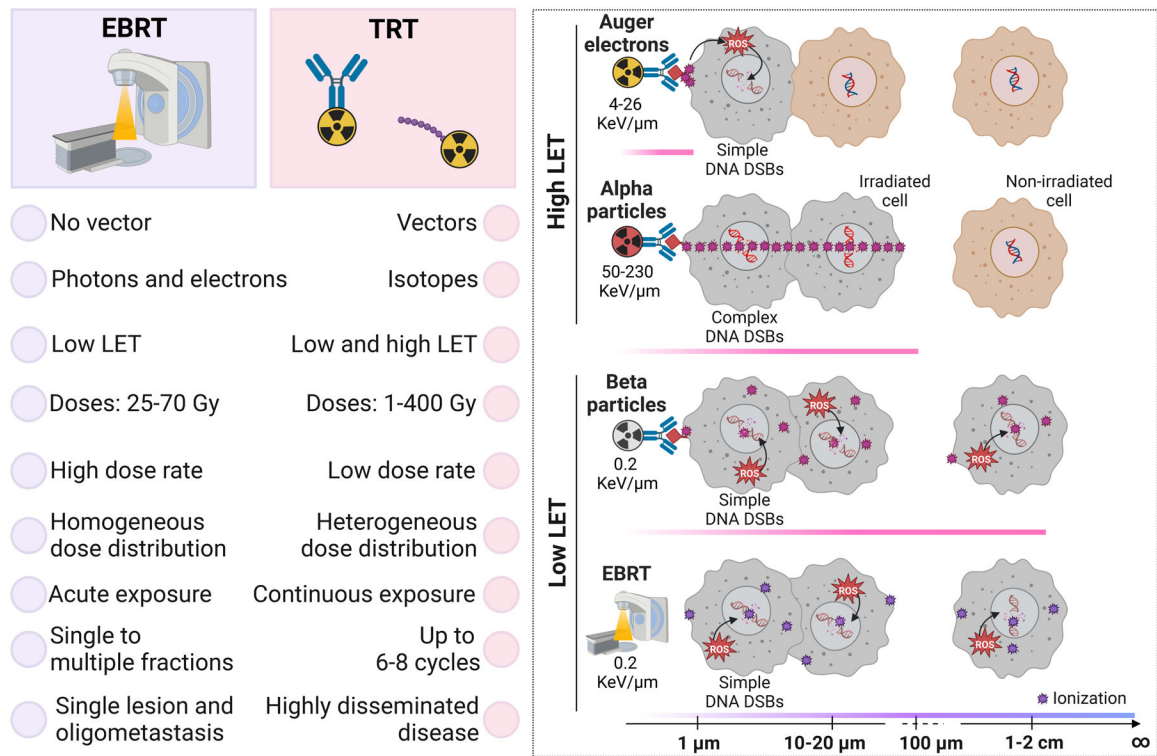 EBRT
TRT
No vector
Vectors
Photons and electrons
Isotopes
Low LET
Low and high LET
Doses: 25-70 Gy
Doses: 1-400 Gy
High dose rate
Low dose rate
Homogeneous
dose distribution
Heterogeneous
dose distribution
Acute exposure
Continuous exposure
Single to
multiple fractions
Up to
6-8 cycles
Single lesion and
oligometastasis
Highly disseminated
disease
High LET
Auger
electrons
ROS
4-26
KeV/µm
Simple
DNA DSBs
Alpha
particles
Irradiated
cell
Non-irradiated
cell
50-230
KeV/µm
Complex
DNA DSBs
Low LET
Beta
particles
ROS
ROS
ROS
0.2
KeV/µm
Simple
DNA DSBs
EBRT
ROS
ROS
ROS
0.2
KeV/µm
Simple
DNA DSBs
Ionization
1 µm
10-20 µm
100 µm
1-2 cm
∞